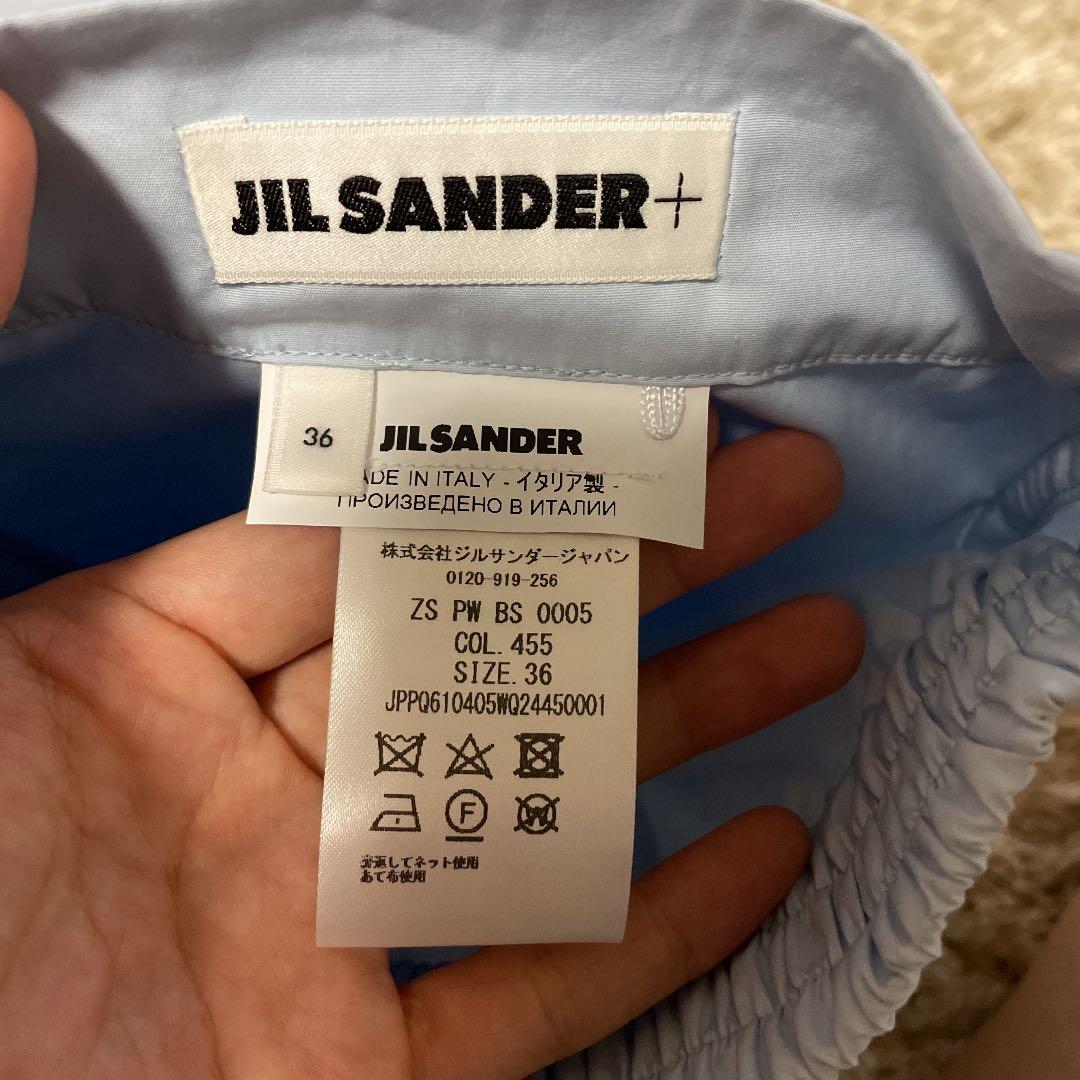 JIL SANDER+
36
JIL SANDER
ADE IN ITALY - イタリア製 -
ПРОИЗВЕДЕНО В ИТАЛИИ
株式会社ジルサンダージャパン
0120-919-256
ZS PW BS 0005
COL. 455
SIZE. 36
JPPQ610405WQ24450001
F
W
裏返してネット使用
あて布使用